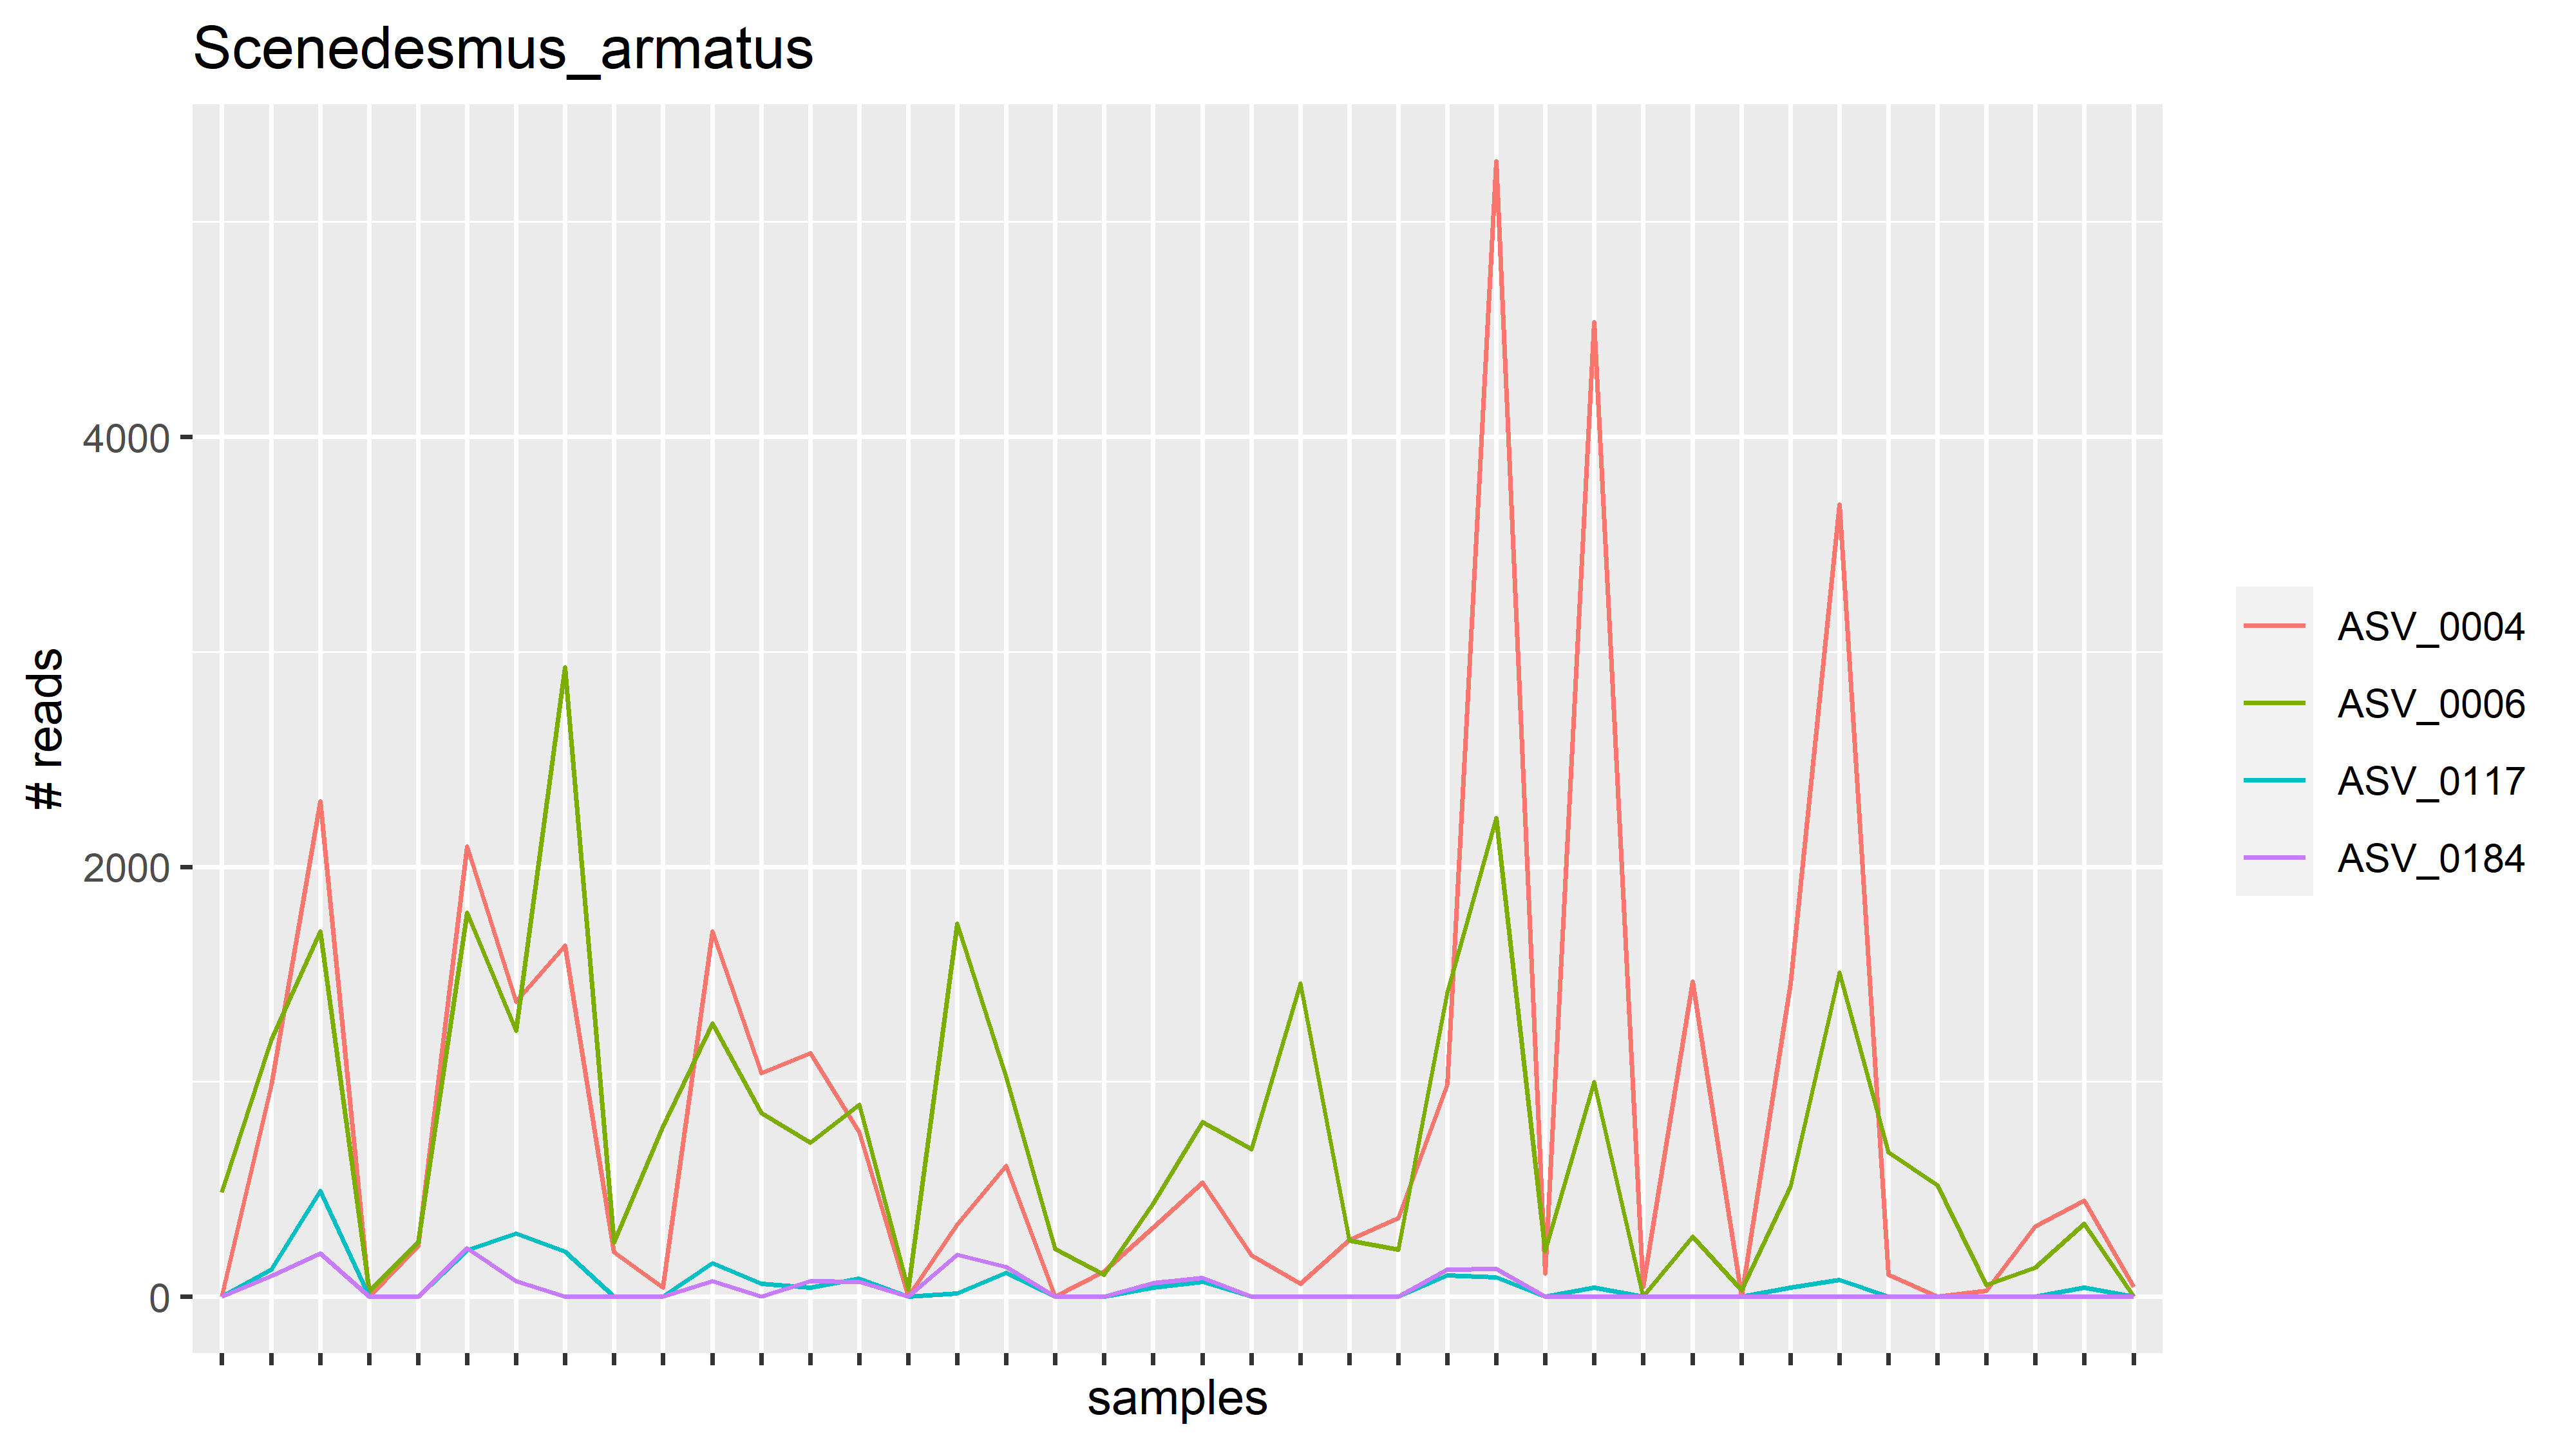 Scenedesmus_armatus
# reads
4000
2000
0
samples
ASV_0004
ASV_0006
ASV_0117
ASV_0184